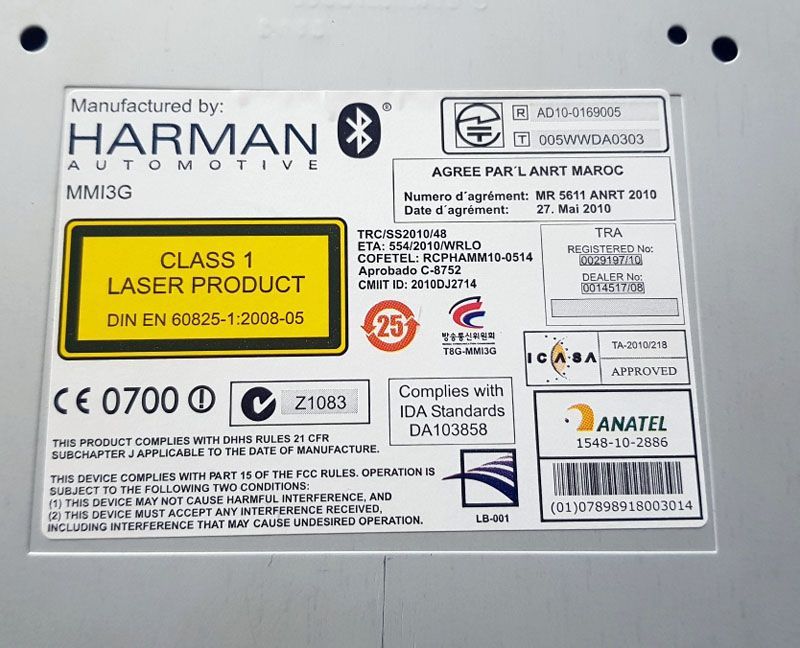 Manufactured by:
HARMAN
AUTOMOTIVE
MMI3G
®
R AD10-0169005
T 005WWDA0303
AGREE PAR´L ANRT MAROC
Numero d´agrément: MR 5611 ANRT 2010
Date d´agrément: 27. Mai 2010
CLASS 1
LASER PRODUCT
DIN EN 60825-1:2008-05
TRC/SS2010/48
ETA: 554/2010/WRLO
COFETEL: RCPHAMM10-0514
Aprobado C-8752
CMIIT ID: 2010DJ2714
TRA
REGISTERED No:
0029197/10
DEALER No:
0014517/08
25
방송통신위원회
T8G-MMI3G
ICASA
TA-2010/218
APPROVED
CE 0700
Z1083
Complies with
IDA Standards
DA103858
ANATEL
1548-10-2886
(01)07898918003014
THIS PRODUCT COMPLIES WITH DHHS RULES 21 CFR
SUBCHAPTER J APPLICABLE TO THE DATE OF MANUFACTURE.
THIS DEVICE COMPLIES WITH PART 15 OF THE FCC RULES. OPERATION IS
SUBJECT TO THE FOLLOWING TWO CONDITIONS:
(1) THIS DEVICE MAY NOT CAUSE HARMFUL INTERFERENCE, AND
(2) THIS DEVICE MUST ACCEPT ANY INTERFERENCE RECEIVED,
INCLUDING INTERFERENCE THAT MAY CAUSE UNDESIRED OPERATION.
LB-001